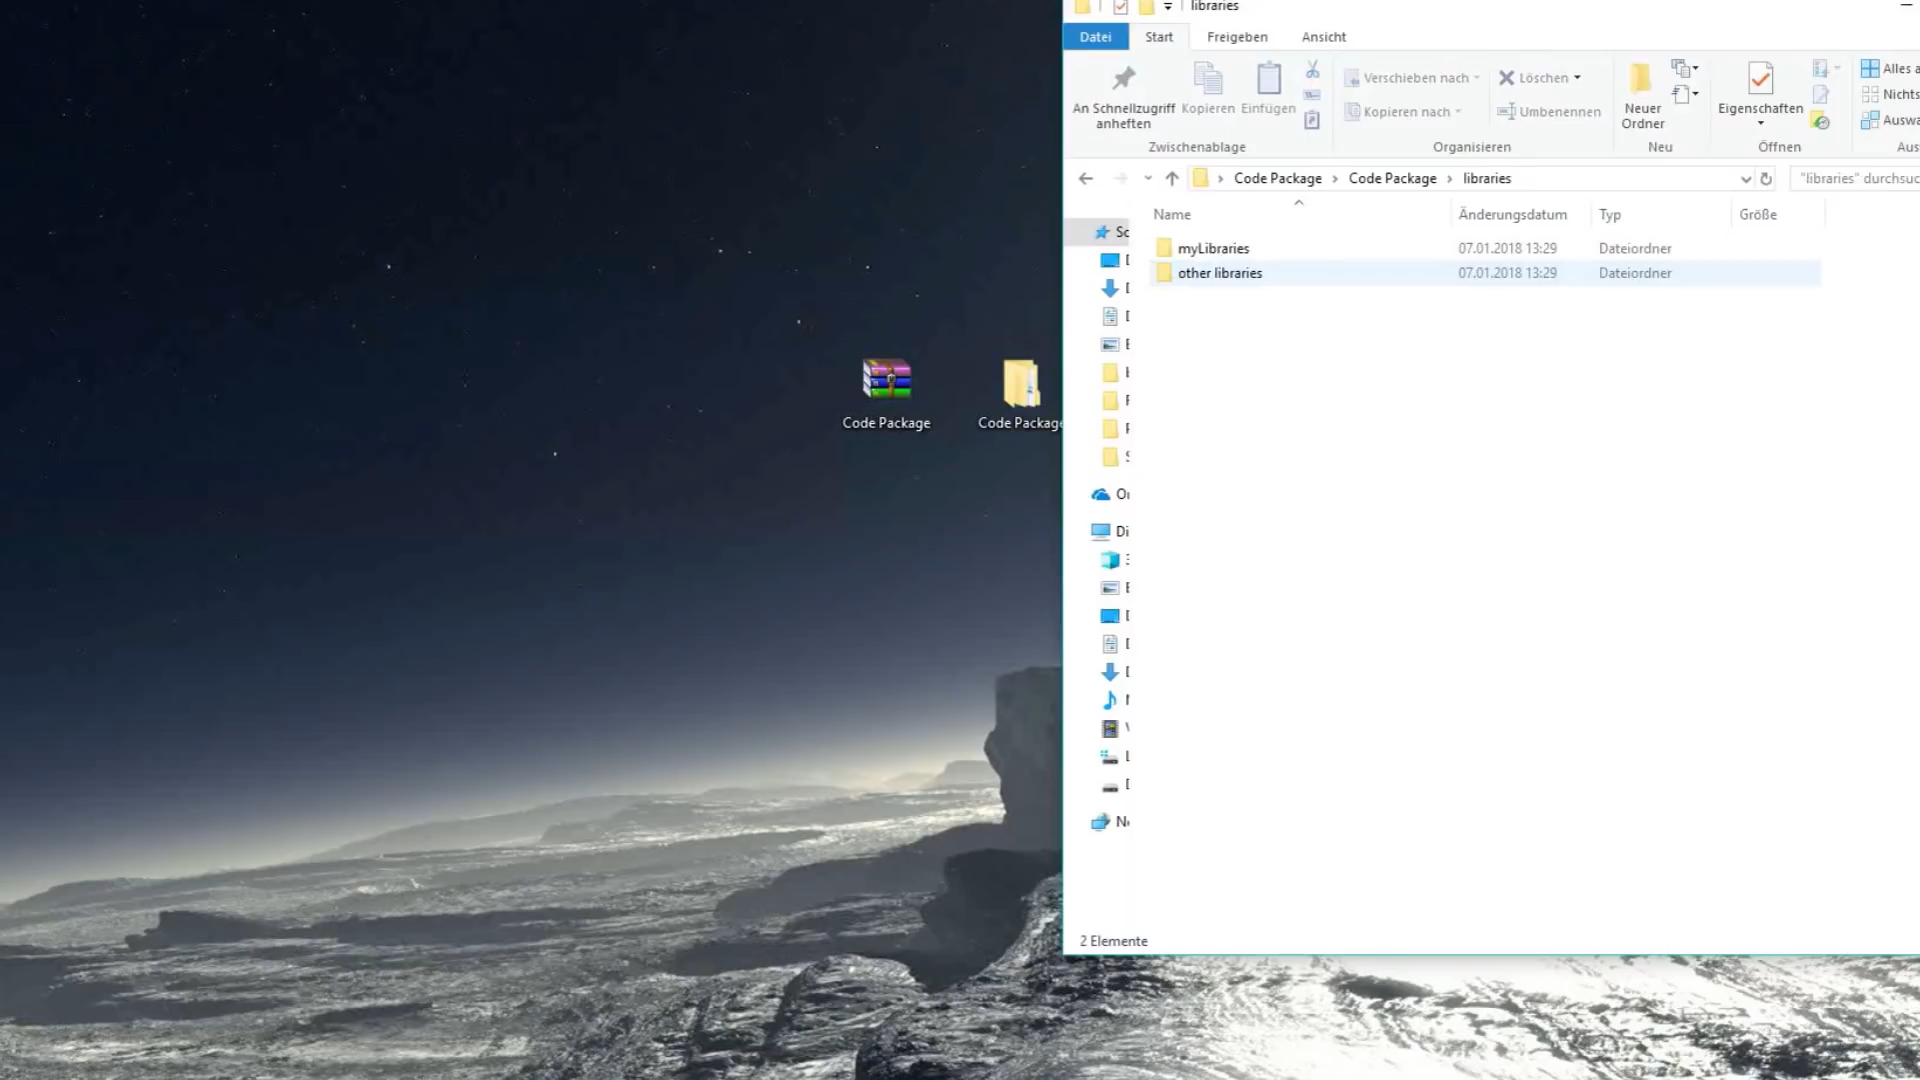 libraries
Datei Start Freigeben Ansicht
An Schnellzugriff anheften
Kopieren
Einfügen
Verschieben nach
Kopieren nach
Löschen
Umbenennen
Neuer Ordner
Eigenschaften
Alles a
Nichts
Auswa
Zwischenablage Organisieren Neu Öffnen Aus
Code Package › Code Package › libraries
"libraries" durchsuc
Name Änderungsdatum Typ Größe
myLibraries 07.01.2018 13:29 Dateiordner
other libraries 07.01.2018 13:29 Dateiordner
Code Package
Code Package
Di
2 Elemente